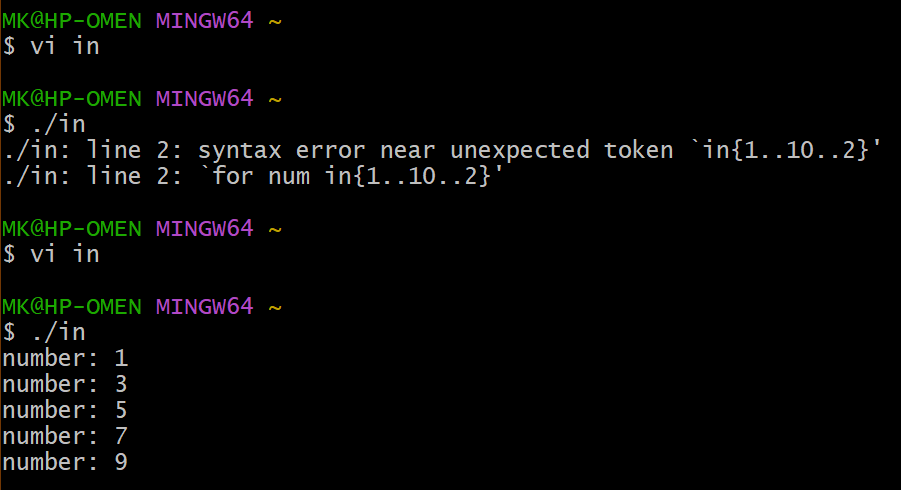 MK@HP-OMEN MINGW64 ~
$ vi in
MK@HP-OMEN MINGW64 ~
$ ./in
./in: line 2: syntax error near unexpected token `in{1..10..2}'
./in: line 2: `for num in{1..10..2}'
MK@HP-OMEN MINGW64 ~
$ vi in
MK@HP-OMEN MINGW64 ~
$ ./in
number: 1
number: 3
number: 5
number: 7
number: 9